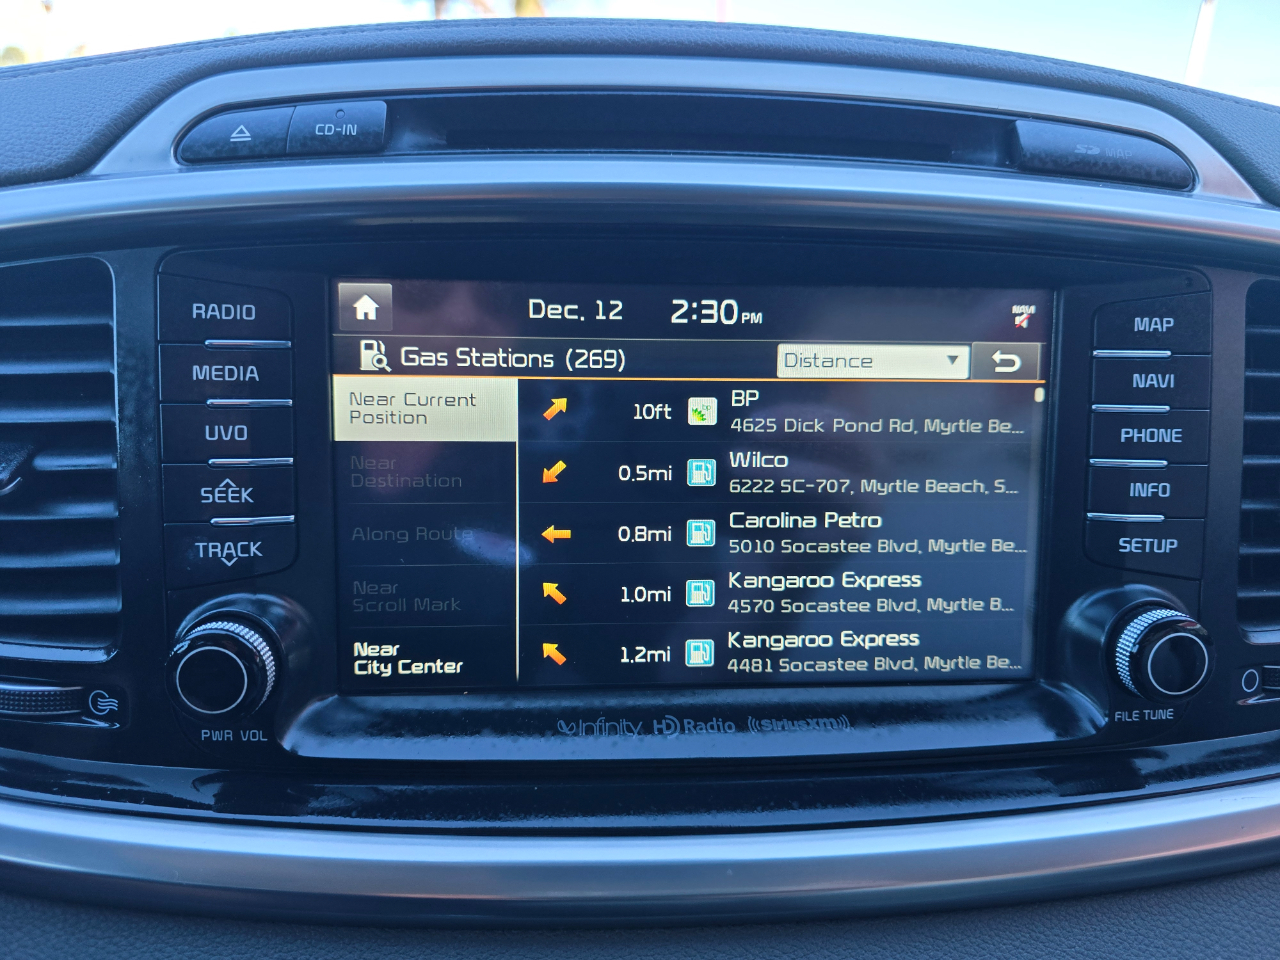 CD-IN
SD MAP
RADIO
MEDIA
UVO
SEEK
TRACK
PWR VOL
Dec. 12 2:30PM
NAVI
Gas Stations (269)
Distance
Near Current
Position
Near
Destination
Along Route
Near
Scroll Mark
Near
City Center
10ft bp BP
4625 Dick Pond Rd, Myrtle Be...
0.5mi Wilco
6222 SC-707, Myrtle Beach, S...
0.8mi Carolina Petro
5010 Socastee Blvd, Myrtle Be...
1.0mi Kangaroo Express
4570 Socastee Blvd, Myrtle B...
1.2mi Kangaroo Express
4481 Socastee Blvd, Myrtle Be...
MAP
NAVI
PHONE
INFO
SETUP
FILE TUNE
infinity HD Radio ((SiriusXM))